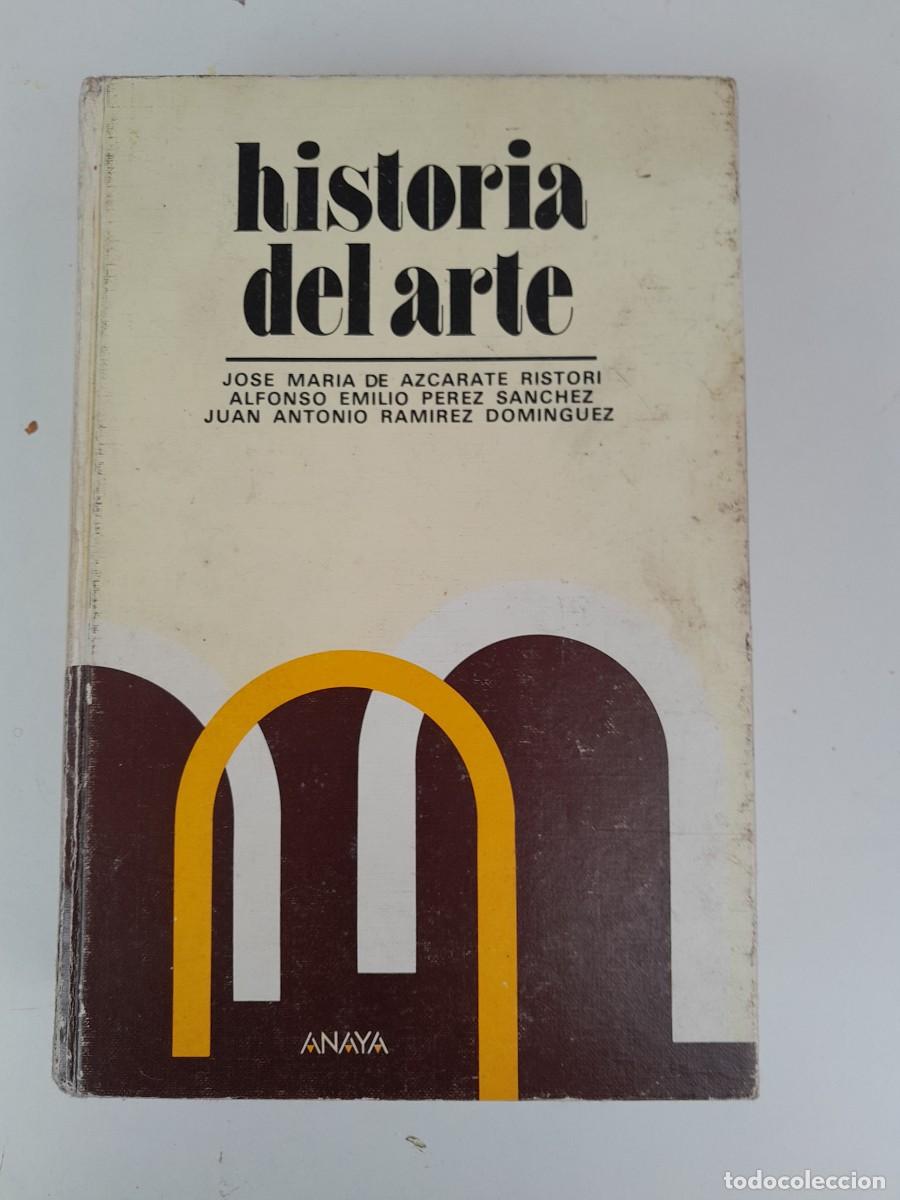 historia
del arte
JOSE MARIA DE AZCARATE RISTORI
ALFONSO EMILIO PEREZ SANCHEZ
JUAN ANTONIO RAMIREZ DOMINGUEZ
ANAYA
todocoleccion